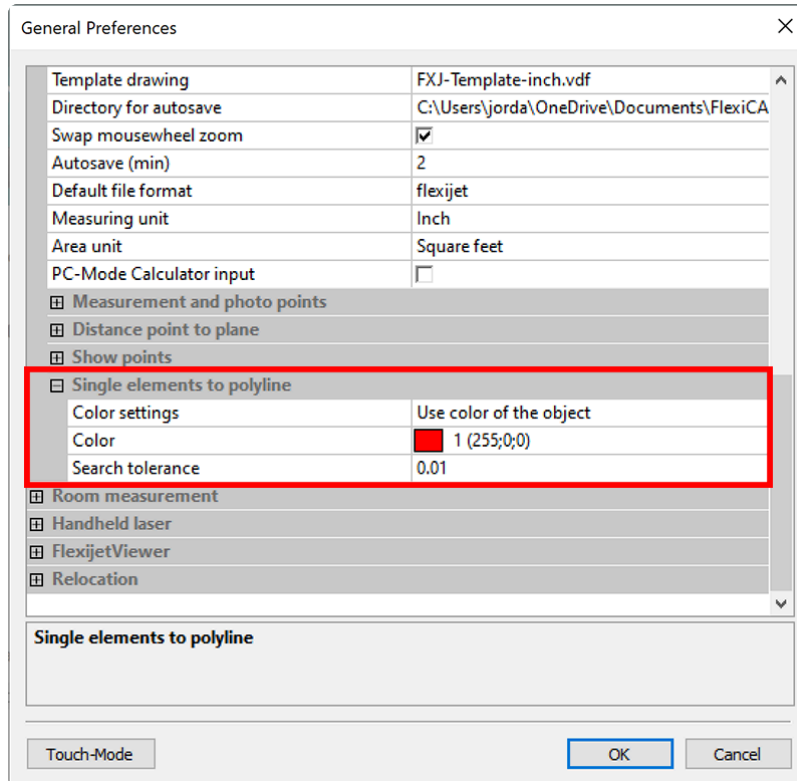 General Preferences
Template drawing FXJ-Template-inch.vdf
Directory for autosave C:\Users\jorda\OneDrive\Documents\FlexiCA
Swap mousewheel zoom
Autosave (min) 2
Default file format flexijet
Measuring unit Inch
Area unit Square feet
PC-Mode Calculator input
Measurement and photo points
Distance point to plane
Show points
Single elements to polyline
Color settings Use color of the object
Color 1 (255;0;0)
Search tolerance 0.01
Room measurement
Handheld laser
FlexijetViewer
Relocation
Single elements to polyline
Touch-Mode OK Cancel